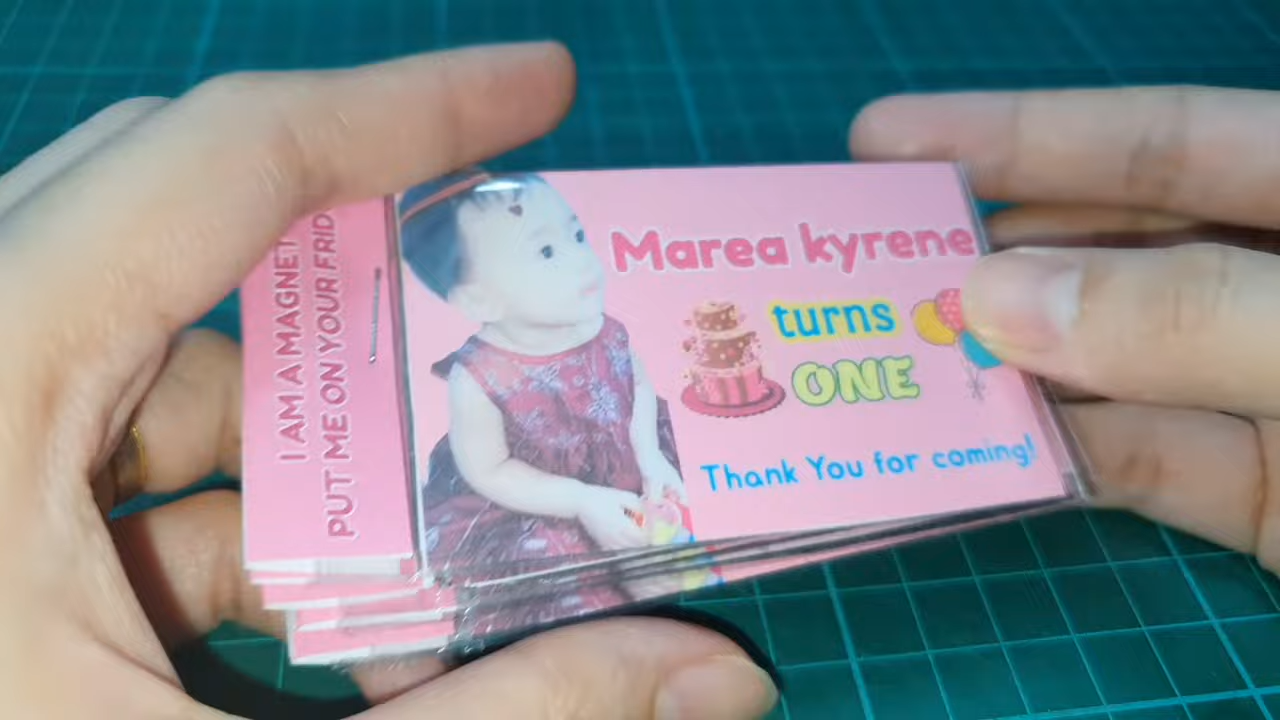 I AM A MAGNET
PUT ME ON YOUR FRID
Marea kyrene
turns
ONE
Thank You for coming!